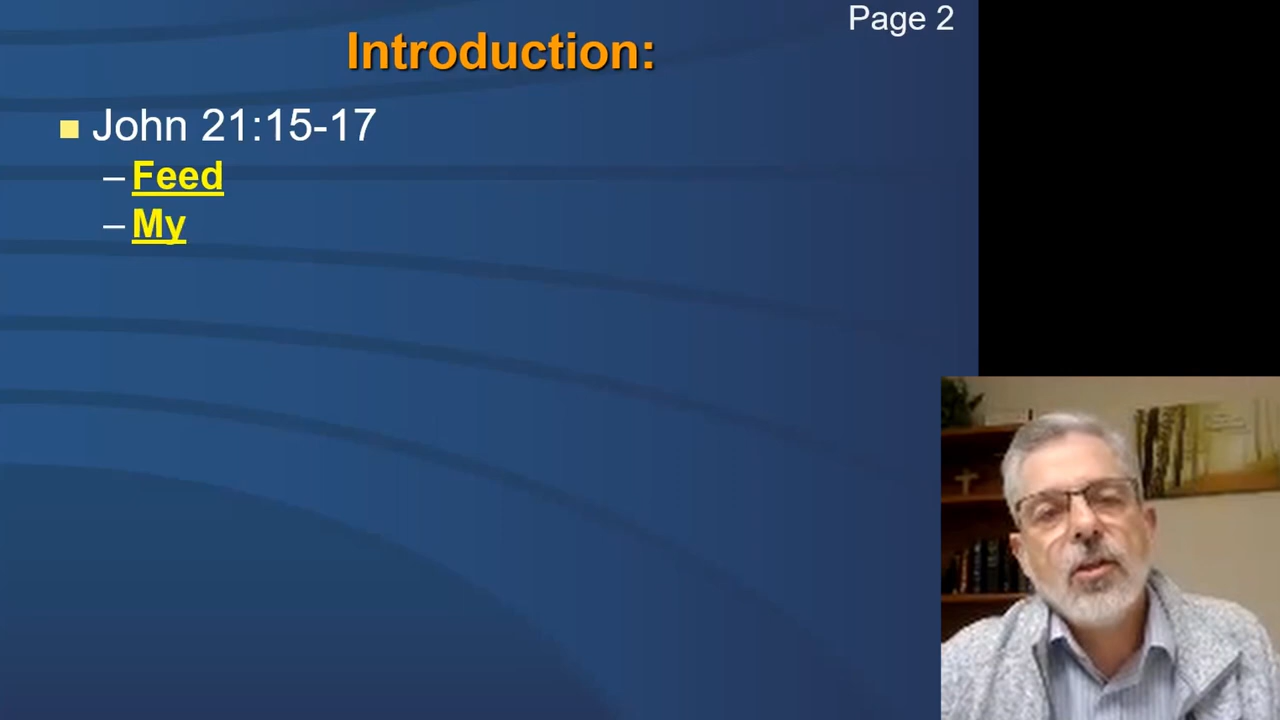 Page 2
Introduction:
John 21:15-17
– Feed
– My